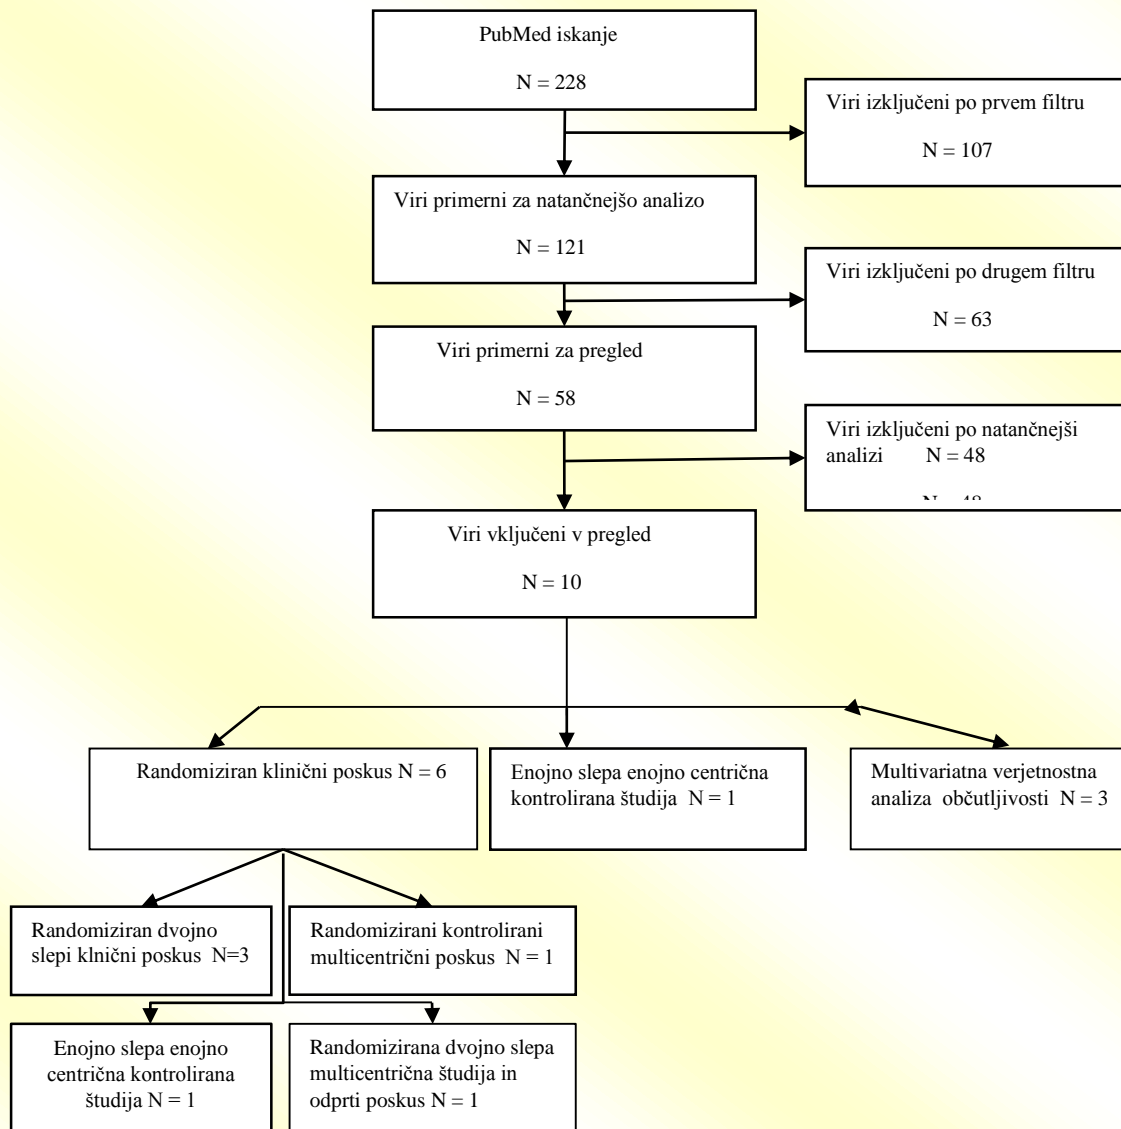 PubMed iskanje
N = 228
Viri izključeni po prvem filtru
N = 107
Viri primerni za natančnejšo analizo
N = 121
Viri izključeni po drugem filtru
N = 63
Viri primerni za pregled
N = 58
Viri izključeni po natančnejši
analizi N = 48
N = 48
Viri vključeni v pregled
N = 10
Randomiziran klinični poskus N = 6
Enojno slepa enojno centrična
kontrolirana študija N = 1
Multivariatna verjetnostna
analiza občutljivosti N = 3
Randomiziran dvojno
slepi klnični poskus N=3
Randomizirani kontrolirani
multicentrični poskus N = 1
Enojno slepa enojno
centrična kontrolirana
študija N = 1
Randomizirana dvojno slepa
multicentrična študija in
odprti poskus N = 1